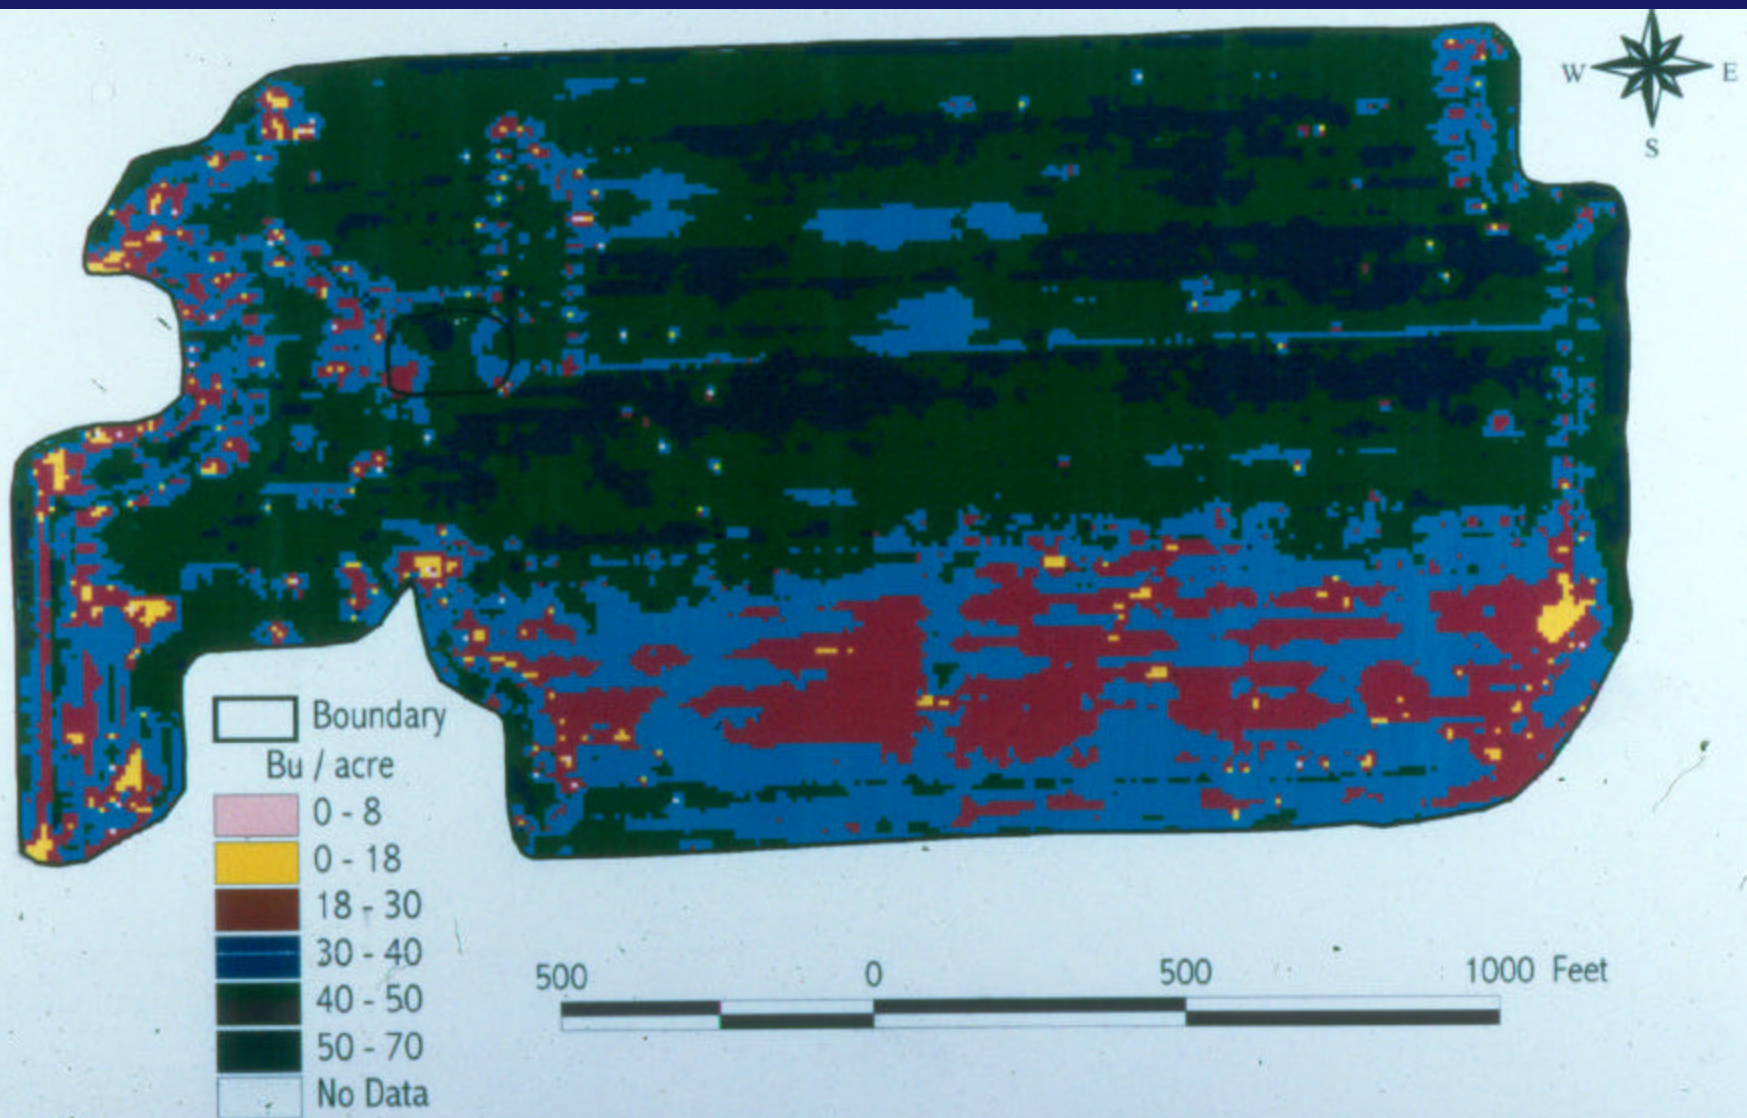 W E
S
Boundary
Bu / acre
0 - 8
0 - 18
18 - 30
30 - 40
40 - 50
50 - 70
No Data
500 0 500 1000 Feet